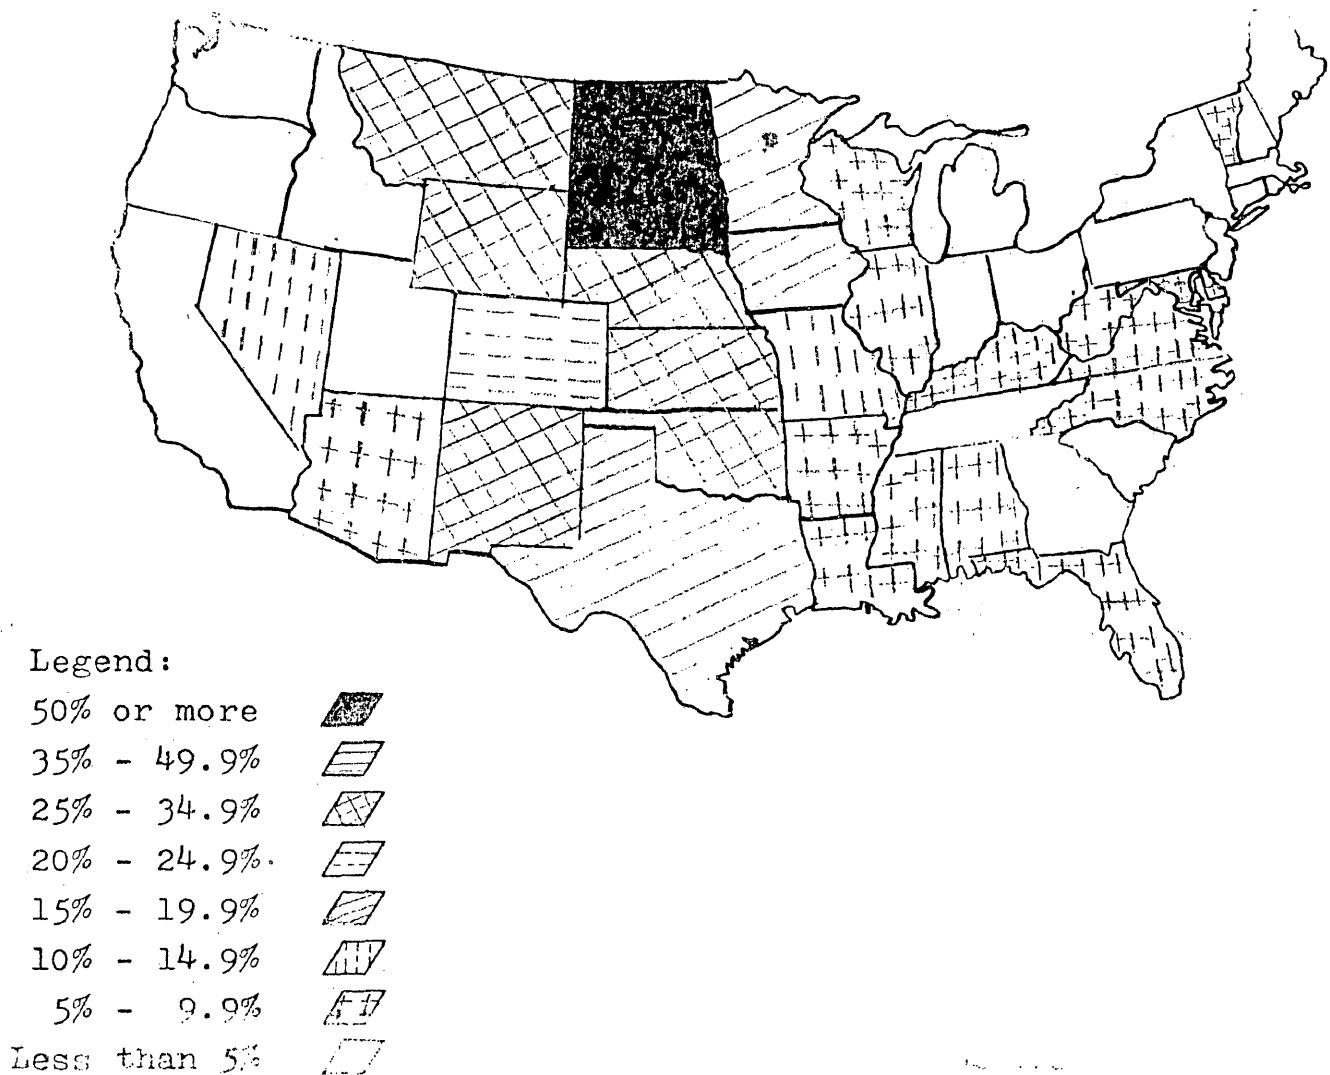 Legend:
50% or more
35% - 49.9%
25% - 34.9%
20% - 24.9%.
15% - 19.9%
10% - 14.9%
5% - 9.9%
Less than 5%